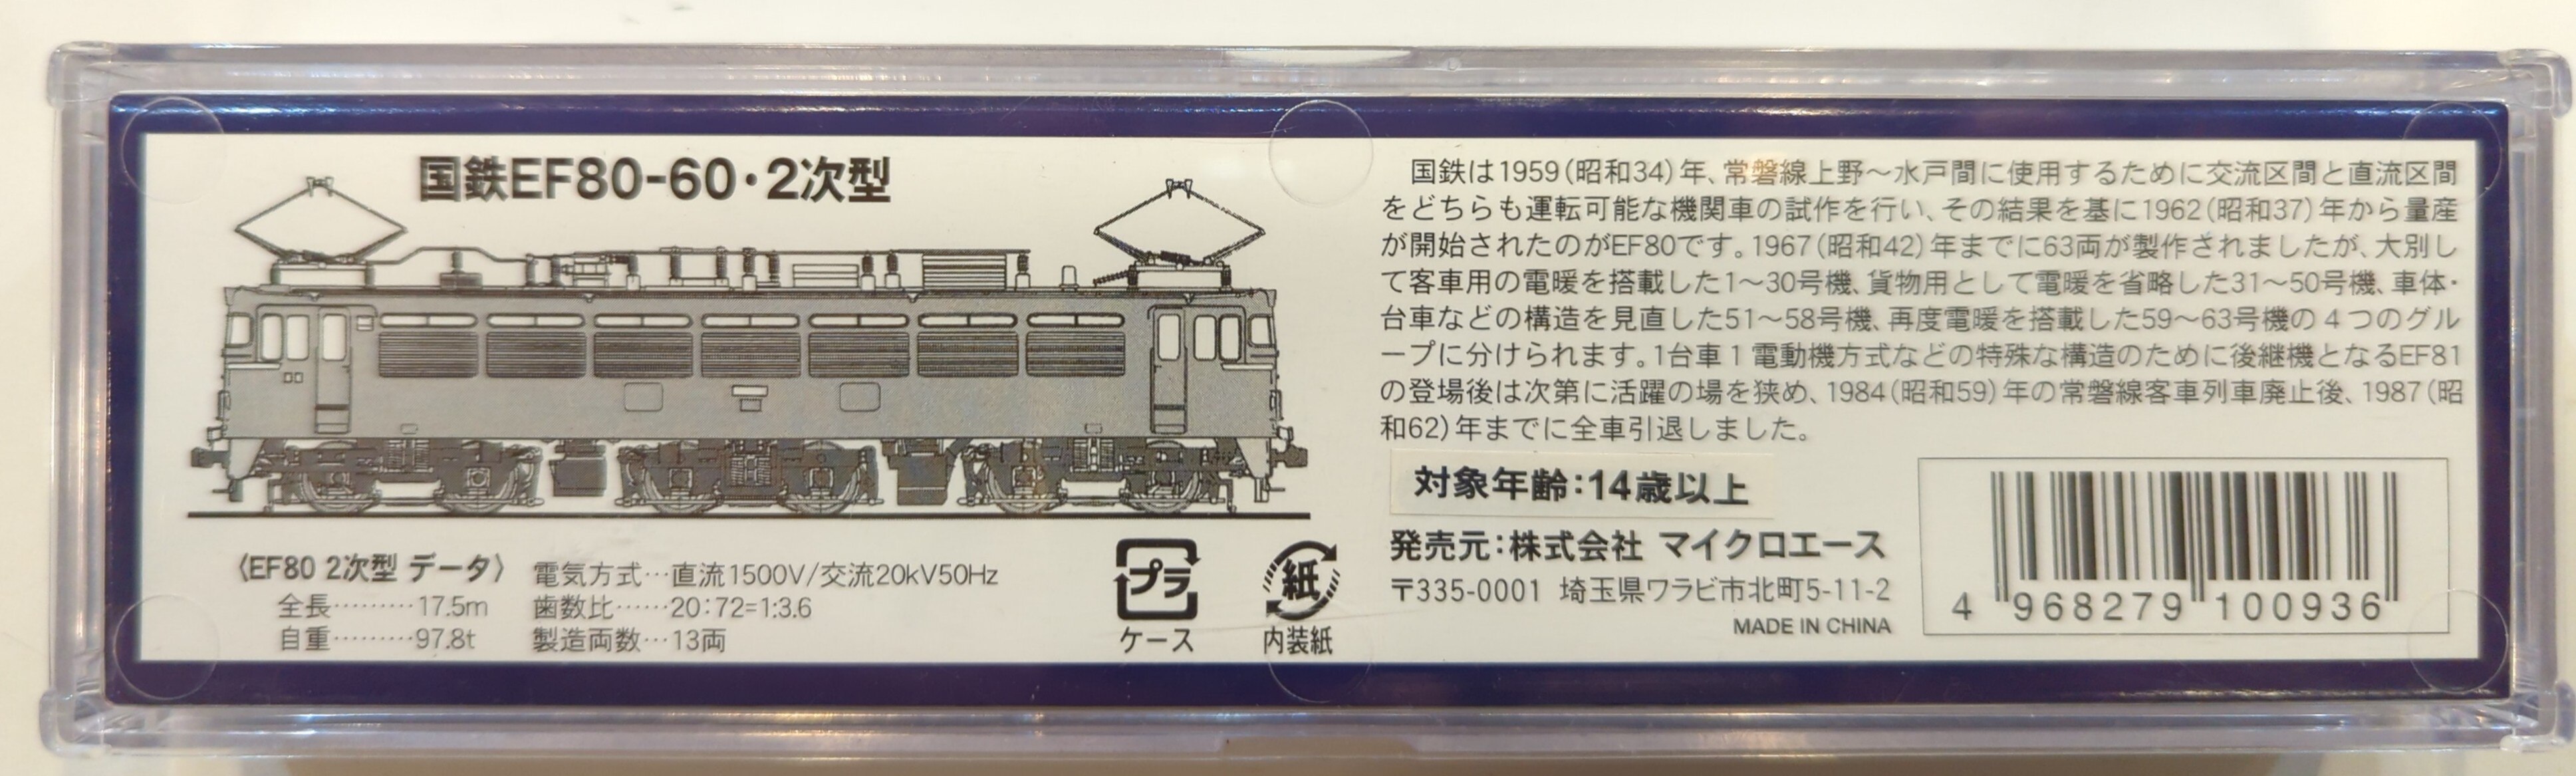 国鉄EF80-60・2次型
〈EF80 2次型 データ〉
全長………17.5m
自重………97.8t
電気方式…直流1500V/交流20kV50Hz
歯数比……20:72=1:3.6
製造両数…13両
プラ
ケース
紙
内装紙
国鉄は1959(昭和34)年、常磐線上野〜水戸間に使用するために交流区間と直流区間
をどちらも運転可能な機関車の試作を行い、その結果を基に1962(昭和37)年から量産
が開始されたのがEF80です。1967(昭和42)年までに63両が製作されましたが、大別し
て客車用の電暖を搭載した1〜30号機、貨物用として電暖を省略した31〜50号機、車体・
台車などの構造を見直した51〜58号機、再度電暖を搭載した59〜63号機の4つのグル
ープに分けられます。1台車1電動機方式などの特殊な構造のために後継機となるEF81
の登場後は次第に活躍の場を狭め、1984(昭和59)年の常磐線客車列車廃止後、1987(昭
和62)年までに全車引退しました。
対象年齢:14歳以上
発売元:株式会社 マイクロエース
〒335-0001 埼玉県ワラビ市北町5-11-2
MADE IN CHINA
4 968279 100936